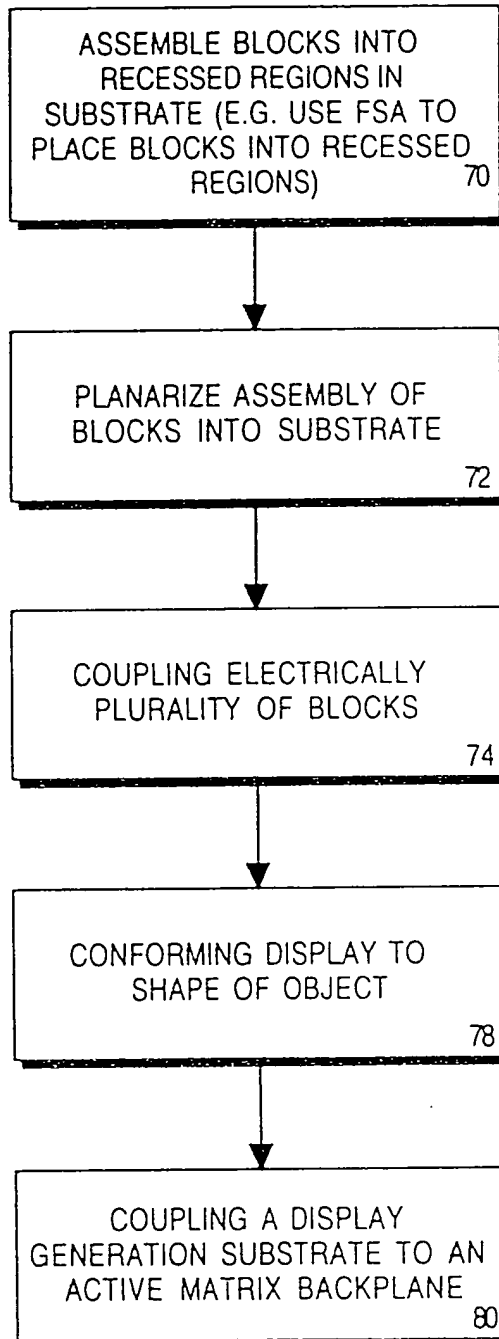 ASSEMBLE BLOCKS INTO
RECESSED REGIONS IN
SUBSTRATE (E.G. USE FSA TO
PLACE BLOCKS INTO RECESSED
REGIONS)
70
PLANARIZE ASSEMBLY OF
BLOCKS INTO SUBSTRATE
72
COUPLING ELECTRICALLY
PLURALITY OF BLOCKS
74
CONFORMING DISPLAY TO
SHAPE OF OBJECT
78
COUPLING A DISPLAY
GENERATION SUBSTRATE TO AN
ACTIVE MATRIX BACKPLANE
80